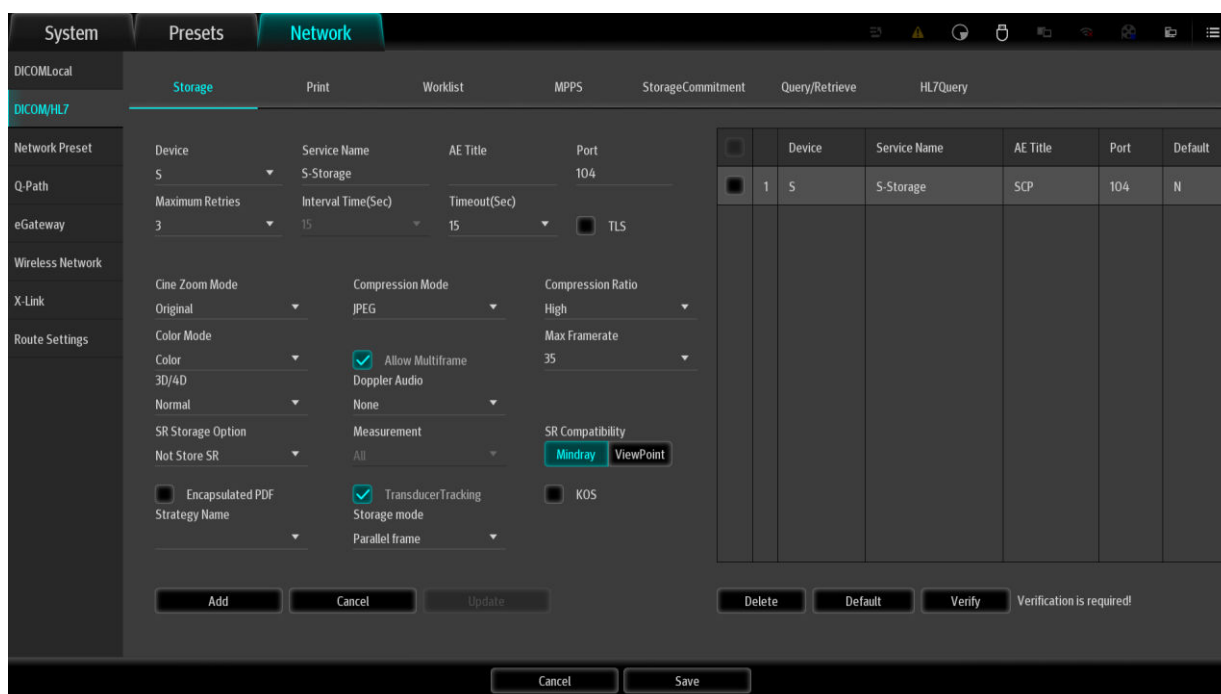 System Presets Network
DICOMLocal
DICOM/HL7
Network Preset
Q-Path
eGateway
Wireless Network
X-Link
Route Settings
Storage Print Worklist MPPS StorageCommitment Query/Retrieve HL7Query
Device Service Name AE Title Port
S S-Storage 104
Maximum Retries Interval Time(Sec) Timeout(Sec)
3 15 15 TLS
Cine Zoom Mode Compression Mode Compression Ratio
Original JPEG High
Color Mode Max Framerate
Color Allow Multiframe 35
3D/4D Doppler Audio
Normal None
SR Storage Option Measurement SR Compatibility
Not Store SR All Mindray ViewPoint
Encapsulated PDF TransducerTracking KOS
Strategy Name Storage mode
Parallel frame
Add Cancel Update
Device Service Name AE Title Port Default
1 S S-Storage SCP 104 N
Delete Default Verify Verification is required!
Cancel Save